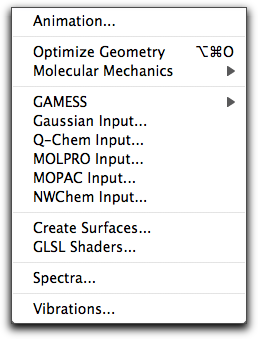 Animation...
Optimize Geometry ⌥⌘O
Molecular Mechanics ▶
GAMESS ▶
Gaussian Input...
Q-Chem Input...
MOLPRO Input...
MOPAC Input...
NWChem Input...
Create Surfaces...
GLSL Shaders...
Spectra...
Vibrations...